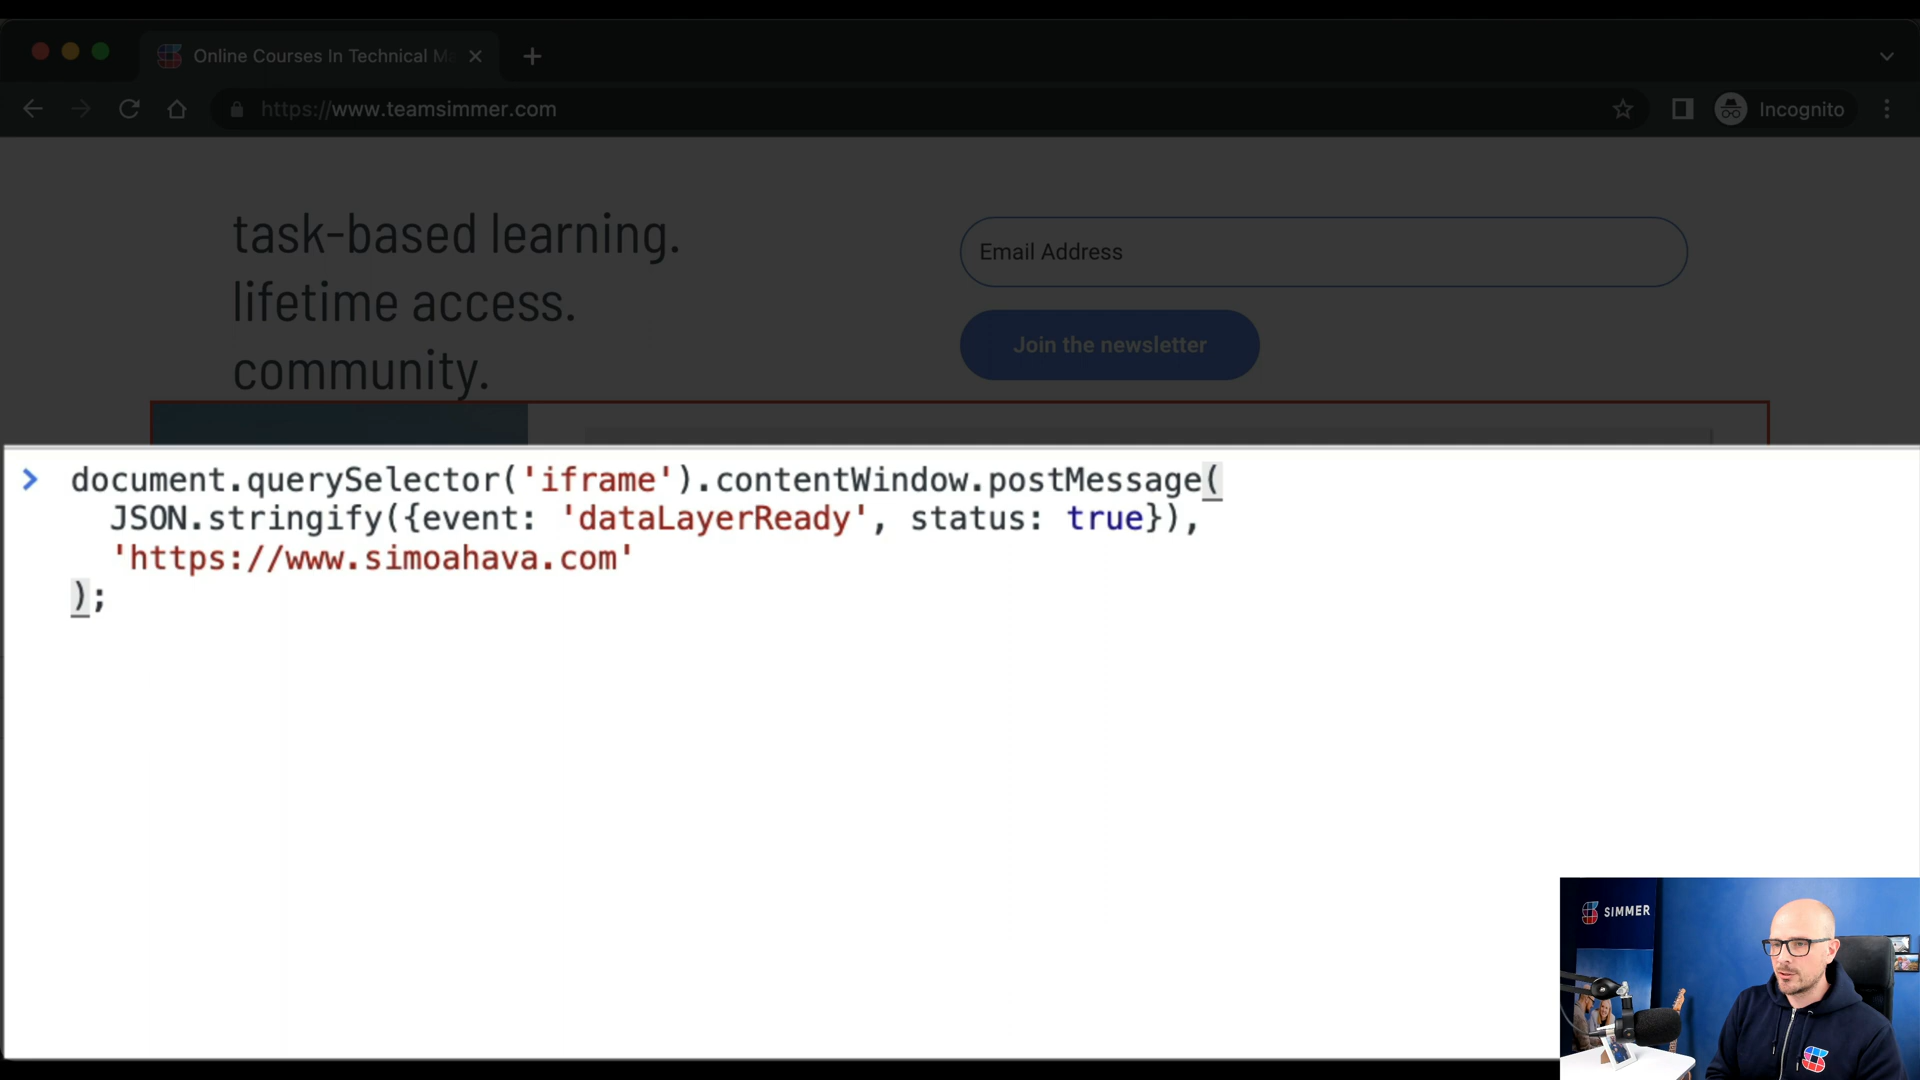 Online Courses In Technical M
https://www.teamsimmer.com
Incognito
task-based learning.
lifetime access.
community.
Email Address
Join the newsletter
document.querySelector('iframe').contentWindow.postMessage(
JSON.stringify({event: 'dataLayerReady', status: true}),
'https://www.simoahava.com'
);
SIMMER